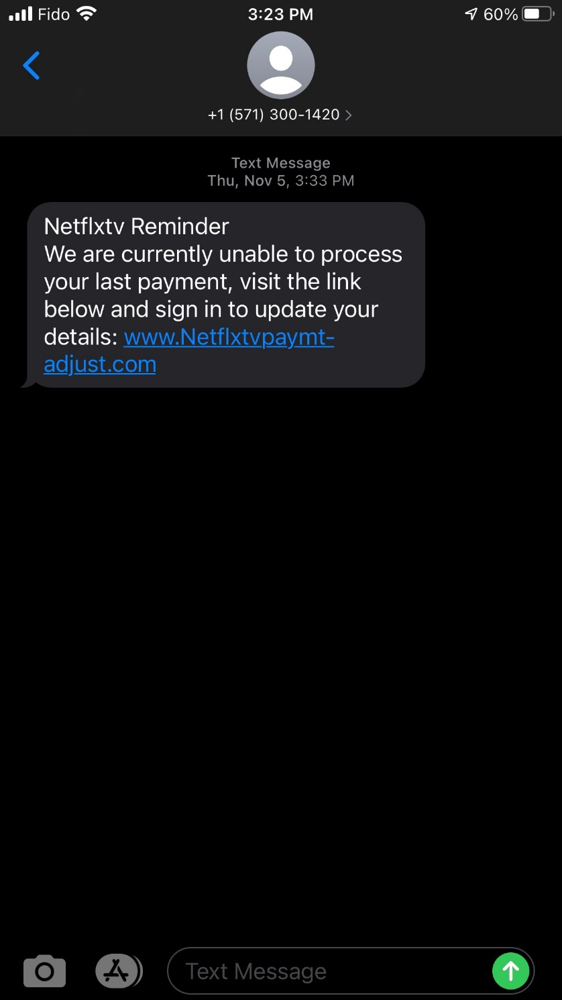 Fido 3:23 PM 60%
+1 (571) 300-1420
Text Message
Thu, Nov 5, 3:33 PM
Netflxtv Reminder
We are currently unable to process
your last payment, visit the link
below and sign in to update your
details: www.Netflxtvpaymt-
adjust.com
Text Message